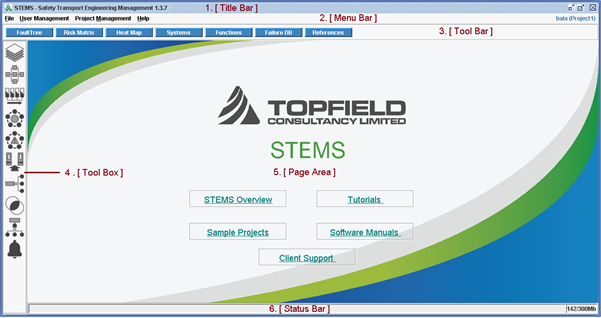 STEMS - Safety Transport Engineering Management 1.3.7
1. [ Title Bar ]
File User Management Project Management Help
2. [ Menu Bar ]
bala (Project1)
FaultTree Risk Matrix Heat Map Systems Functions Failure DB References
3. [ Tool Bar ]
TOPFIELD
CONSULTANCY LIMITED
STEMS
4 . [ Tool Box ]
5. [ Page Area ]
STEMS Overview
Tutorials
Sample Projects
Software Manuals
Client Support
6. [ Status Bar ]
142/300Mb